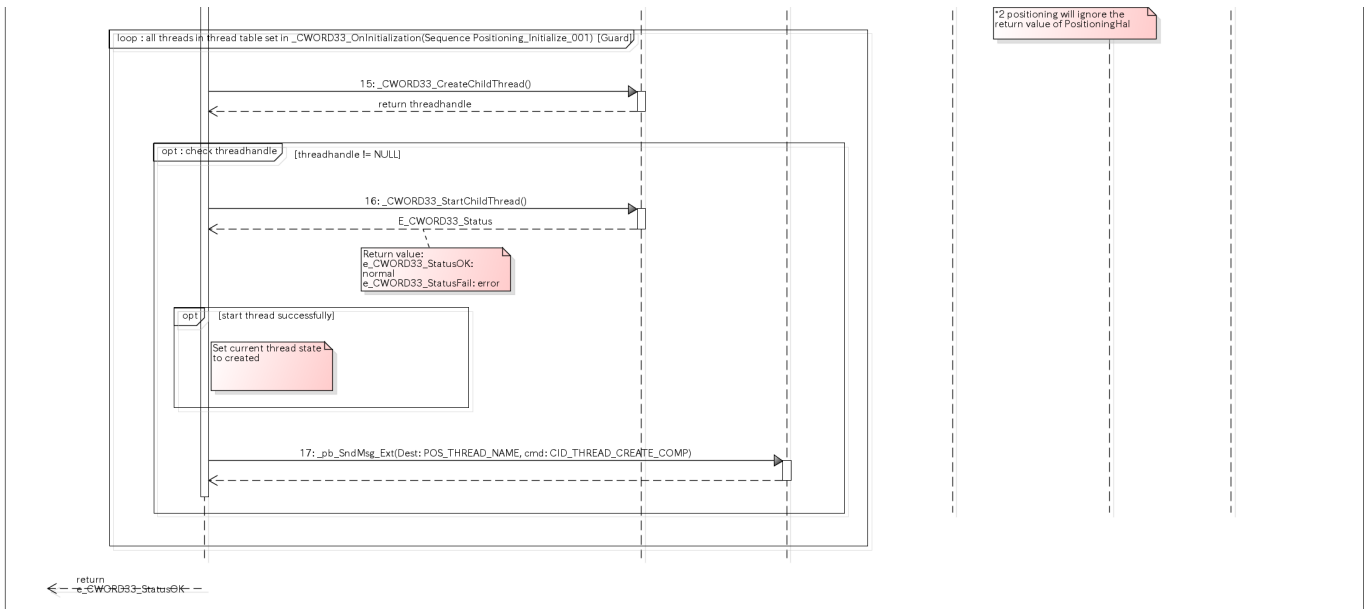 *2 positioning will ignore the
return value of PositioningHal
loop : all threads in thread table set in _CWORD33_OnInitialization(Sequence Positioning_Initialize_001) [Guard]
15: _CWORD33_CreateChildThread()
return threadhandle
opt : check threadhandle [threadhandle != NULL]
16: _CWORD33_StartChildThread()
E_CWORD33_Status
Return value:
e_CWORD33_StatusOK:
normal
e_CWORD33_StatusFail: error
opt [start thread successfully]
Set current thread state
to created
17: _pb_SndMsg_Ext(Dest: POS_THREAD_NAME, cmd: CID_THREAD_CREATE_COMP)
return
e_CWORD33_StatusOK